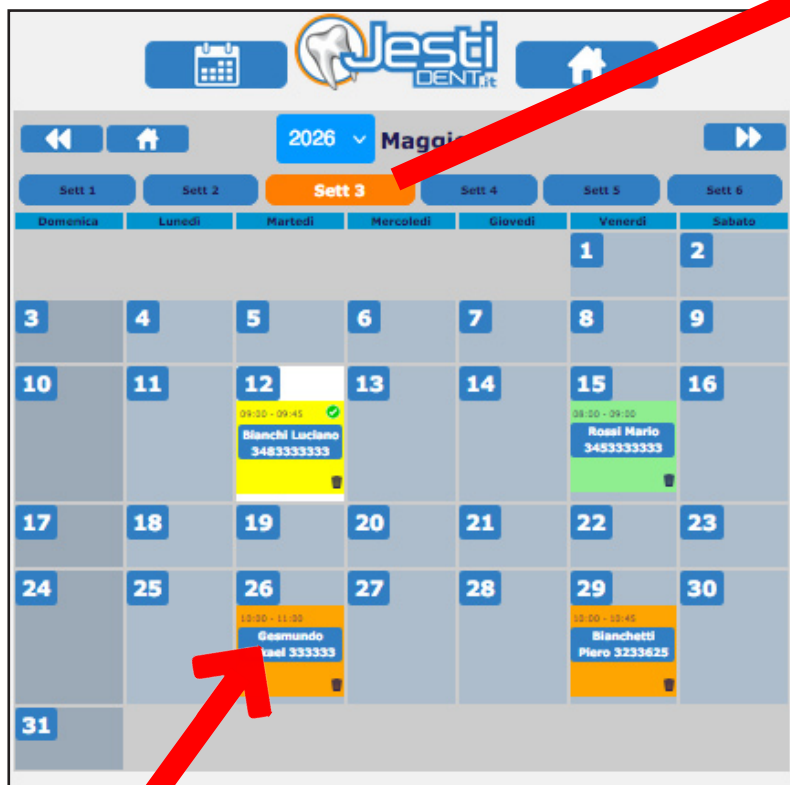 Jesti
DENT.it
2026 Maggio
Sett 1 Sett 2 Sett 3 Sett 4 Sett 5 Sett 6
Domenica Lunedì Martedì Mercoledì Giovedì Venerdì Sabato
1 2
3 4 5 6 7 8 9
10 11 12 13 14 15 16
09:00 - 09:45 08:00 - 09:00
Bianchi Luciano Rossi Mario
3483333333 3453333333
17 18 19 20 21 22 23
24 25 26 27 28 29 30
10:00 - 11:00 10:00 - 10:45
Gesmundo Bianchetti
333333 Piero 3233625
31